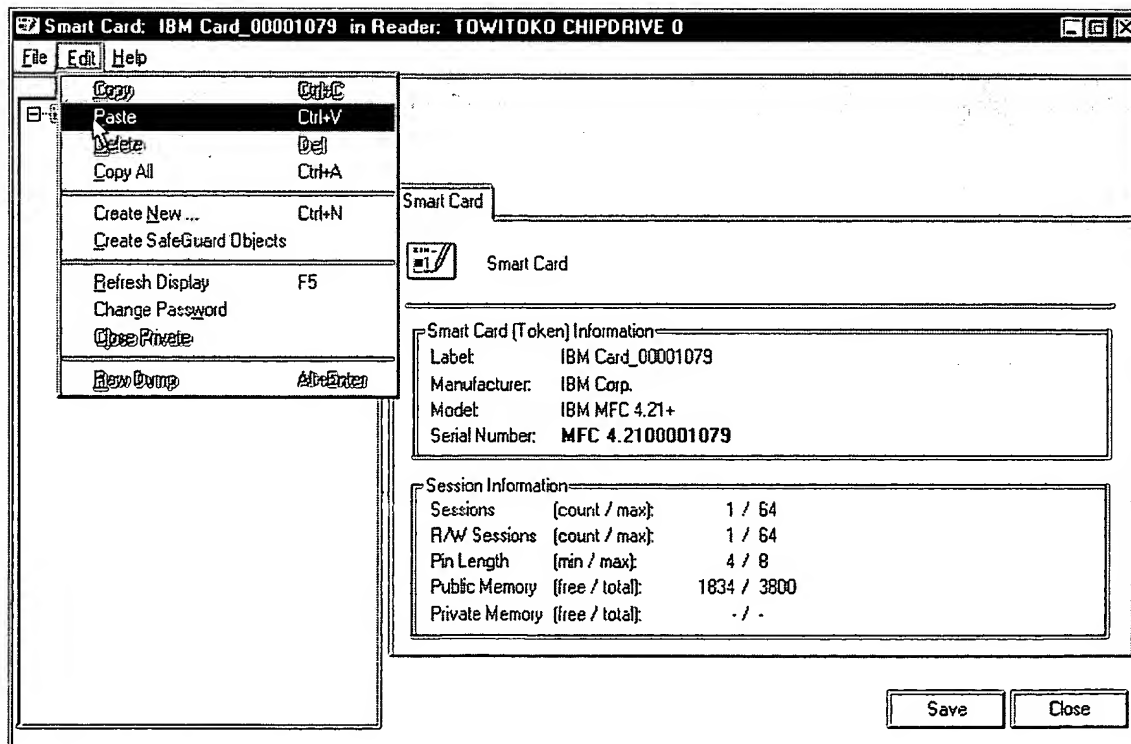 Smart Card: IBM Card_00001079 in Reader: TOWITOKO CHIPDRIVE 0
File Edit Help
Copy Ctrl+C
Paste Ctrl+V
Delete Del
Copy All Ctrl+A
Create New ... Ctrl+N
Create SafeGuard Objects
Refresh Display F5
Change Password
Close Private
Raw Dump Alt+Enter
Smart Card
Smart Card
Smart Card (Token) Information
Label: IBM Card_00001079
Manufacturer: IBM Corp.
Model: IBM MFC 4.21+
Serial Number: MFC 4.2100001079
Session Information
Sessions (count / max): 1 / 64
R/W Sessions (count / max): 1 / 64
Pin Length (min / max): 4 / 8
Public Memory (free / total): 1834 / 3800
Private Memory (free / total): - / -
Save Close